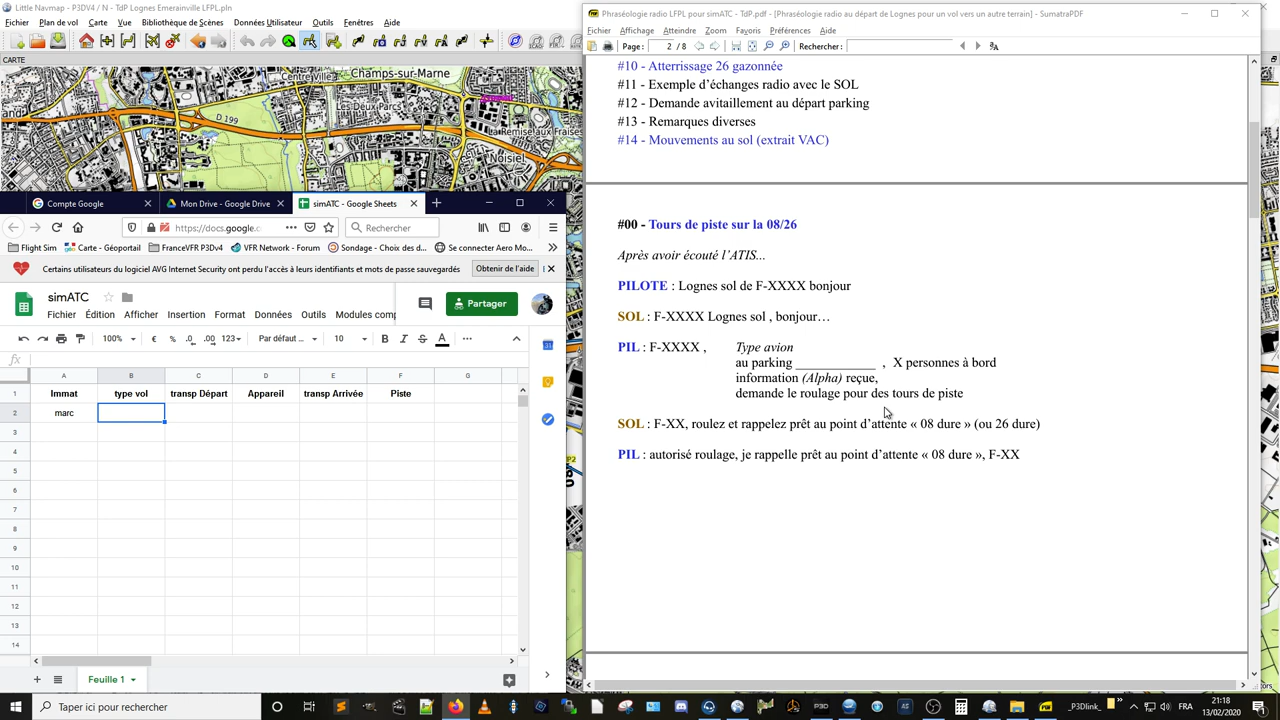 Little Navmap - P3DV4 / N - TdP Lognes Emerainville LFPL.pln
Fichier Plan de vol Carte Vue Bibliothèque de Scènes Données Utilisateur Outils Fenêtres Aide
CARTE
Champs-sur-Marne
Centre Ville
Les Deux Parcs
D 199
La Remise aux Fraises
Noisiel
Compte Google
Mon Drive - Google Drive
simATC - Google Sheets
https://docs.google.c
Rechercher
Flight Sim
Carte - Géoportail
FranceVFR P3Dv4
VFR Network - Forum
Sondage - Choix des d...
Se connecter Aero Mo...
Certains utilisateurs du logiciel AVG Internet Security ont perdu l'accès à leurs identifiants et mots de passe sauvegardés
Obtenir de l'aide
simATC
Partager
Fichier Édition Afficher Insertion Format Données Outils Modules comp
100% € % .0 .00 123 Par défaut ... 10 B I S A
fx
A B C D E F G
1 Immat type vol transp Départ Appareil transp Arrivée Piste
2 marc
3
4
5
6
7
8
9
10
11
12
13
14
Feuille 1
Phraséologie radio LFPL pour simATC - TdP.pdf - [Phraséologie radio au départ de Lognes pour un vol vers un autre terrain] - SumatraPDF
Fichier Affichage Atteindre Zoom Favoris Préférences Aide
Page : 2 / 8 Rechercher :
#10 - Atterrissage 26 gazonnée
#11 - Exemple d'échanges radio avec le SOL
#12 - Demande avitaillement au départ parking
#13 - Remarques diverses
#14 - Mouvements au sol (extrait VAC)
#00 - Tours de piste sur la 08/26
Après avoir écouté l'ATIS...
PILOTE : Lognes sol de F-XXXX bonjour
SOL : F-XXXX Lognes sol , bonjour…
PIL : F-XXXX , Type avion
au parking ____________ , X personnes à bord
information (Alpha) reçue,
demande le roulage pour des tours de piste
SOL : F-XX, roulez et rappelez prêt au point d'attente « 08 dure » (ou 26 dure)
PIL : autorisé roulage, je rappelle prêt au point d'attente « 08 dure », F-XX
Taper ici pour rechercher
_P3Dlink_
FRA
21:18
13/02/2020